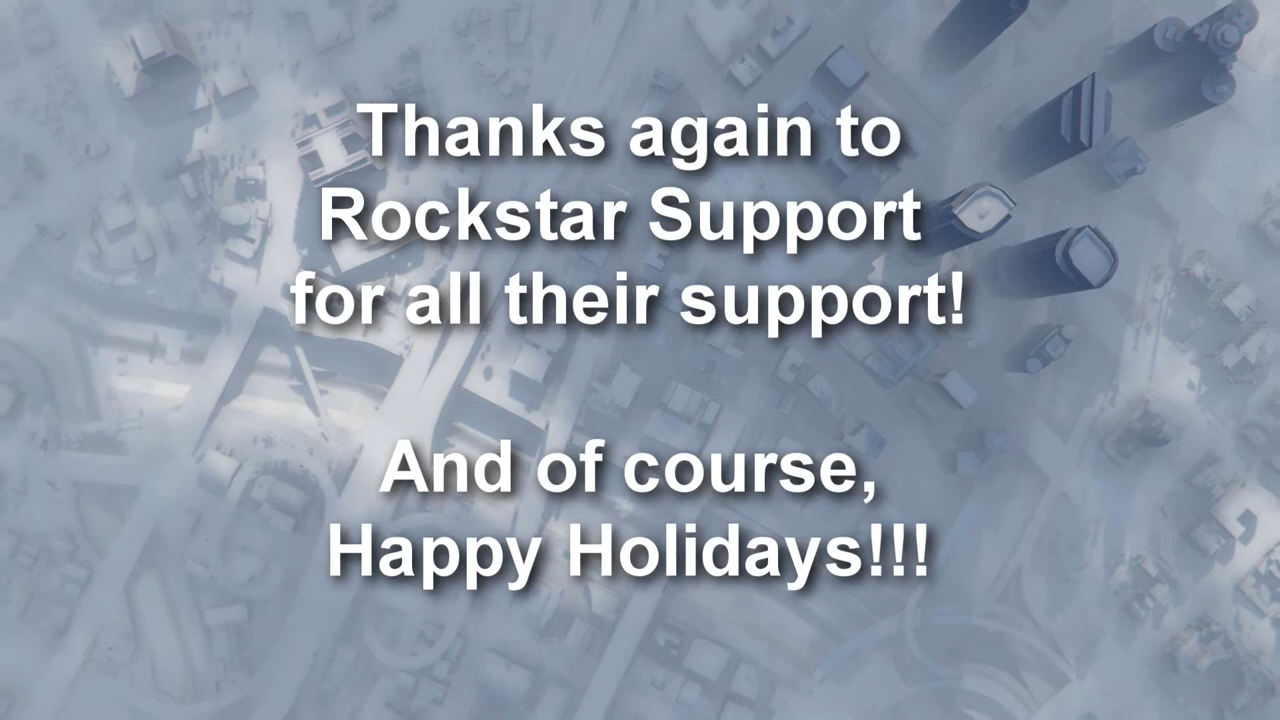 Thanks again to
Rockstar Support
for all their support!
And of course,
Happy Holidays!!!